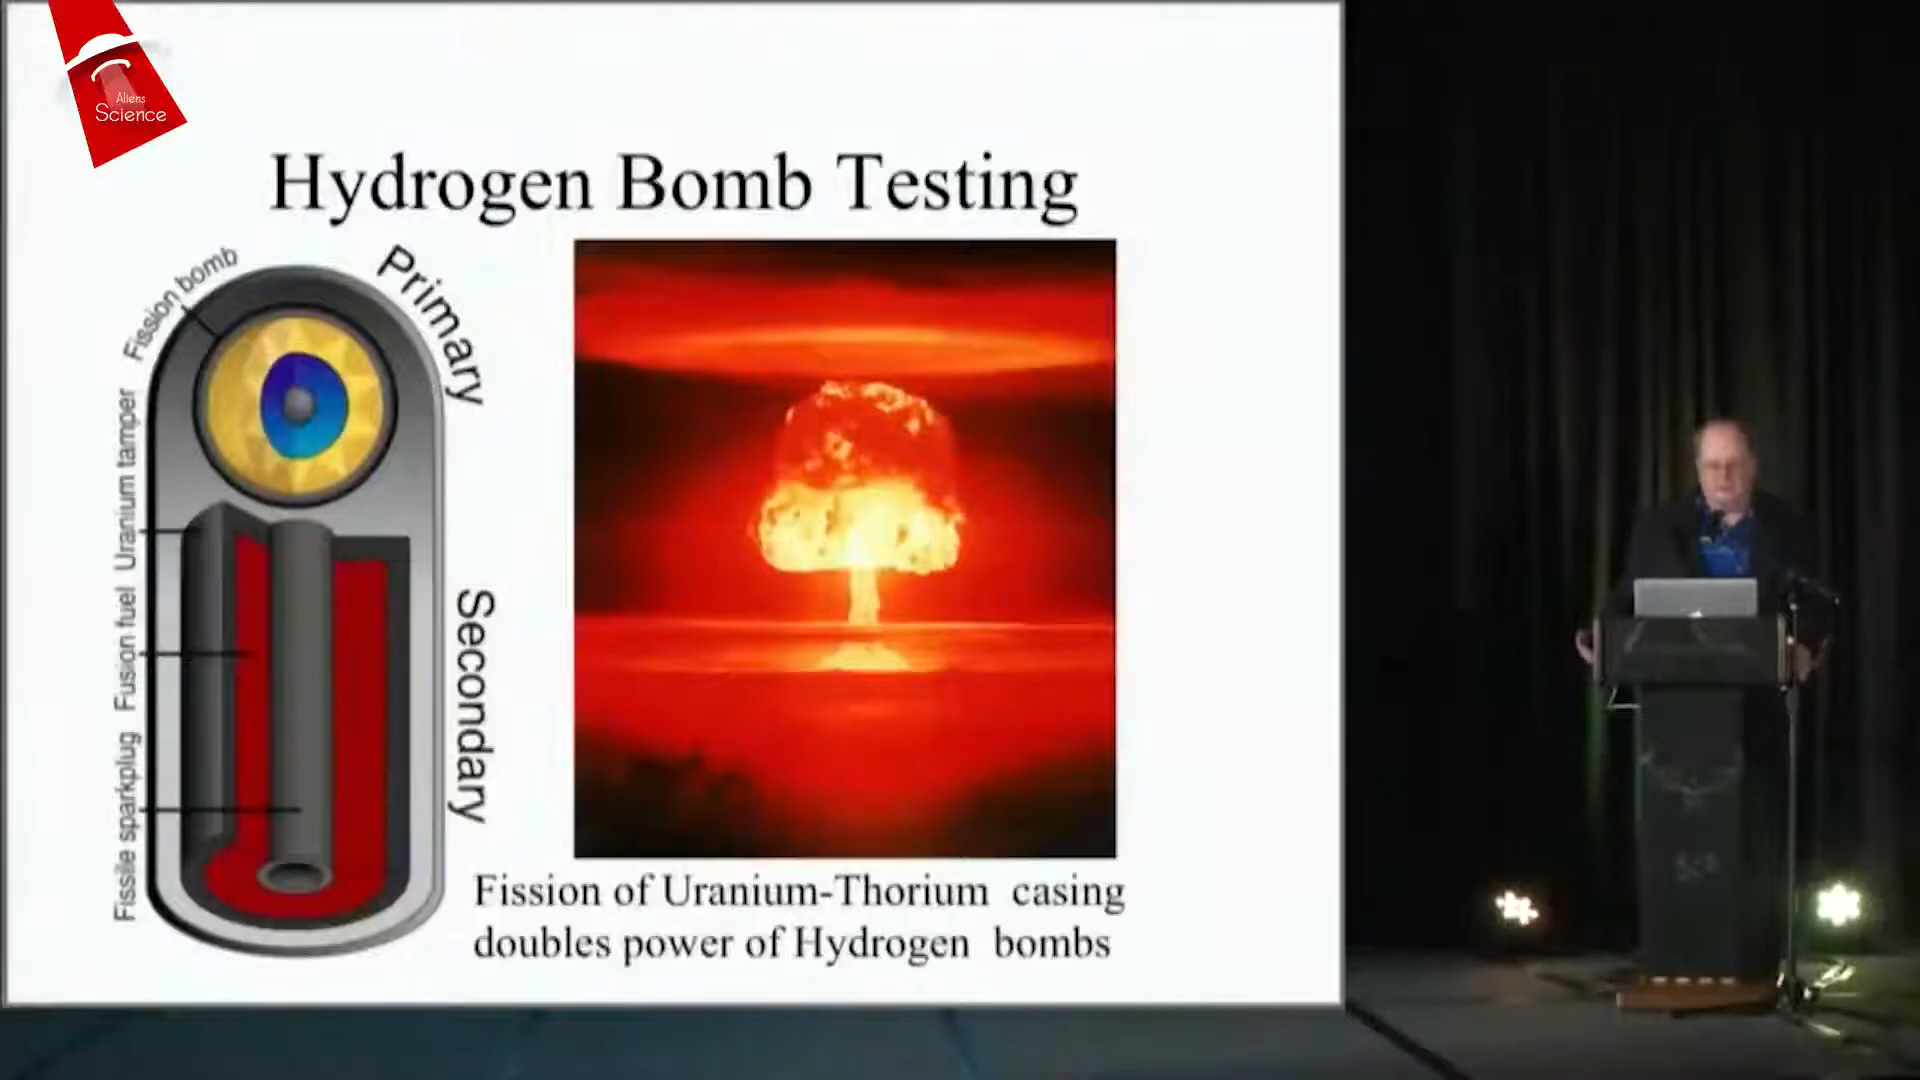 Aliens
Science
Hydrogen Bomb Testing
Fission bomb
Primary
Uranium tamper
Fusion fuel
Secondary
Fissile sparkplug
Fission of Uranium-Thorium casing
doubles power of Hydrogen bombs